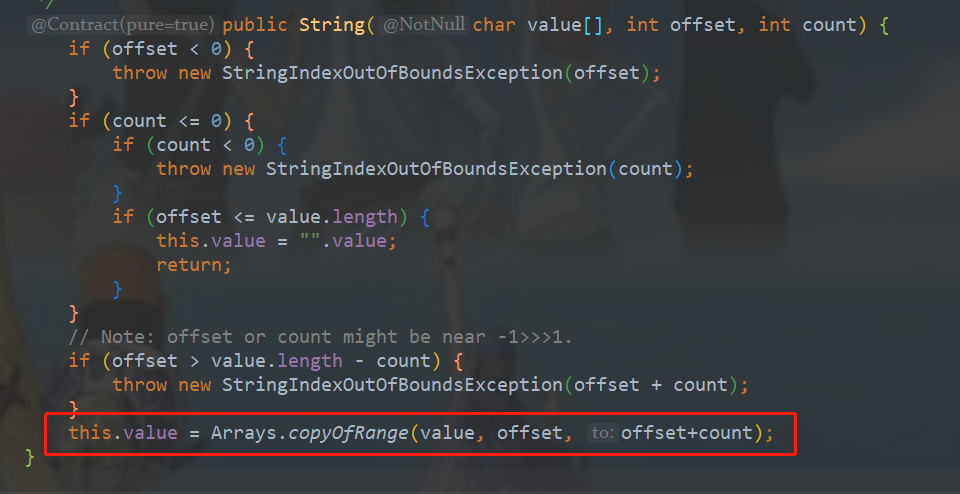 */
@Contract(pure=true) public String( @NotNull char value[], int offset, int count) {
if (offset < 0) {
throw new StringIndexOutOfBoundsException(offset);
}
if (count <= 0) {
if (count < 0) {
throw new StringIndexOutOfBoundsException(count);
}
if (offset <= value.length) {
this.value = "".value;
return;
}
}
// Note: offset or count might be near -1>>>1.
if (offset > value.length - count) {
throw new StringIndexOutOfBoundsException(offset + count);
}
this.value = Arrays.copyOfRange(value, offset, to: offset+count);
}